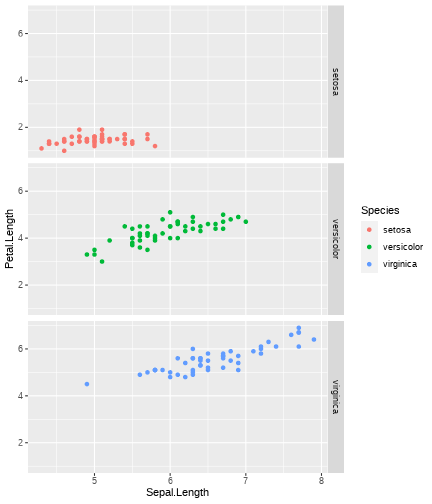 6
4
2
setosa
6
4
2
versicolor
6
4
2
virginica
Petal.Length
5 6 7 8
Sepal.Length
Species
setosa
versicolor
virginica